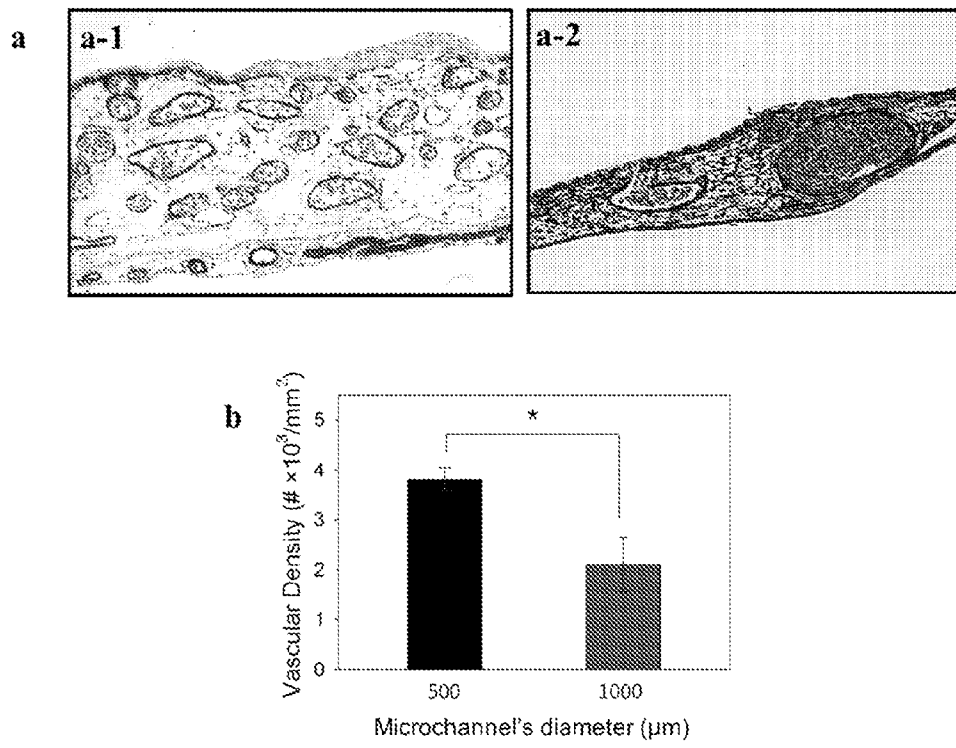 a
a-1
a-2
b
Vascular Density (# ×10³/mm³)
5
4
3
2
1
0
*
500
1000
Microchannel's diameter (µm)